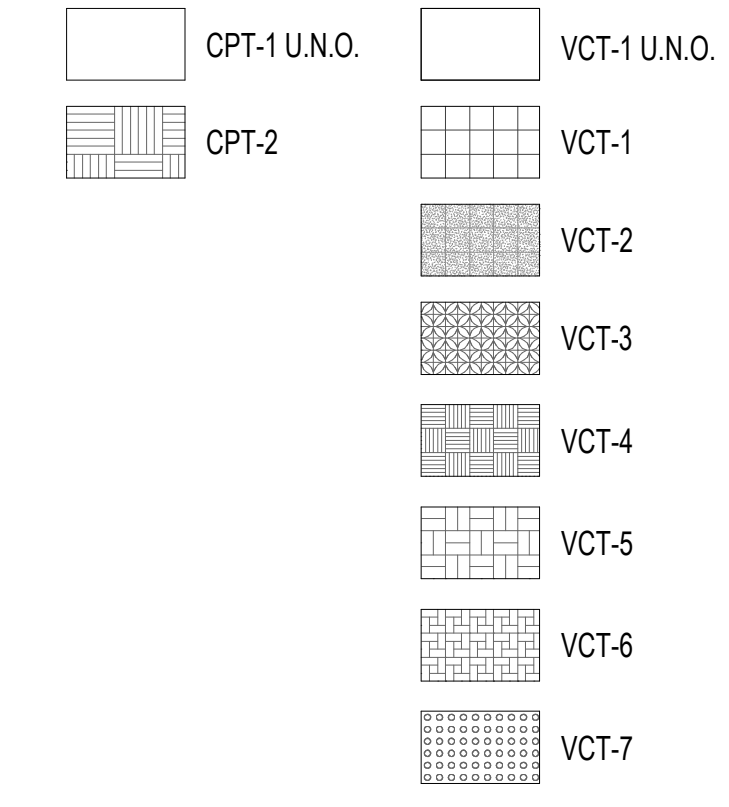 CPT-1 U.N.O.
CPT-2
VCT-1 U.N.O.
VCT-1
VCT-2
VCT-3
VCT-4
VCT-5
VCT-6
VCT-7